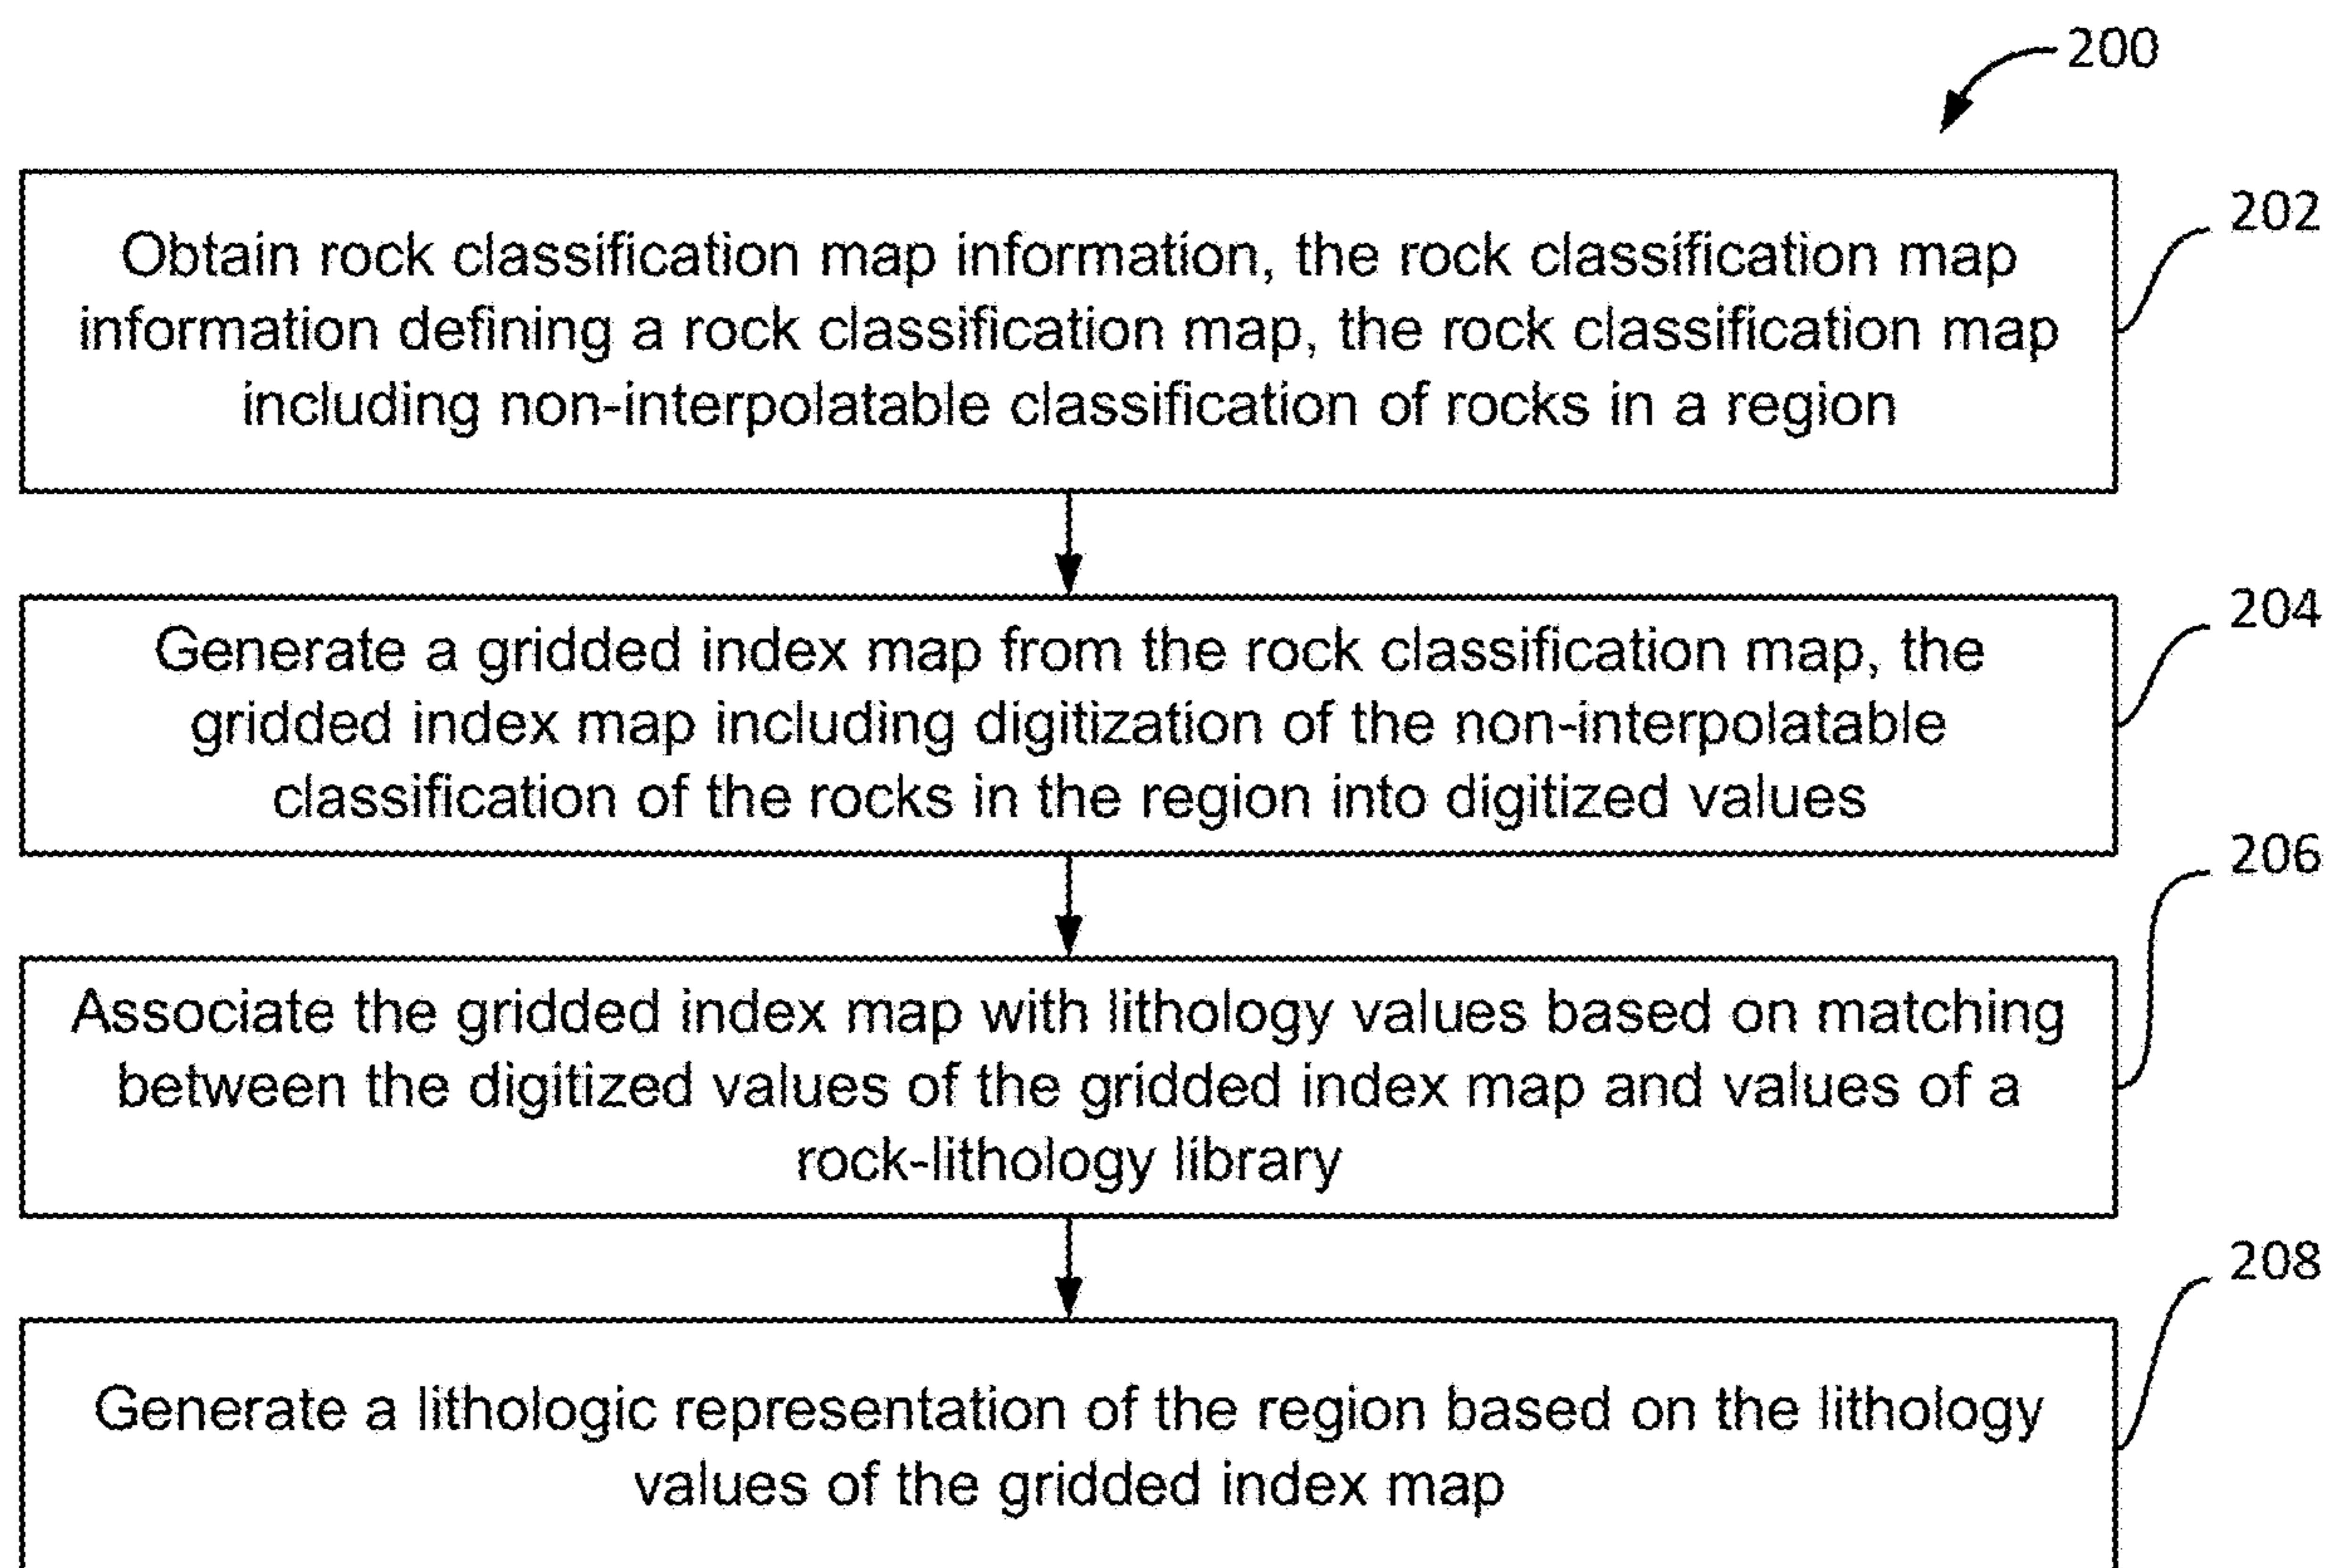 200
202
Obtain rock classification map information, the rock classification map
information defining a rock classification map, the rock classification map
including non-interpolatable classification of rocks in a region
204
Generate a gridded index map from the rock classification map, the
gridded index map including digitization of the non-interpolatable
classification of the rocks in the region into digitized values
206
Associate the gridded index map with lithology values based on matching
between the digitized values of the gridded index map and values of a
rock-lithology library
208
Generate a lithologic representation of the region based on the lithology
values of the gridded index map